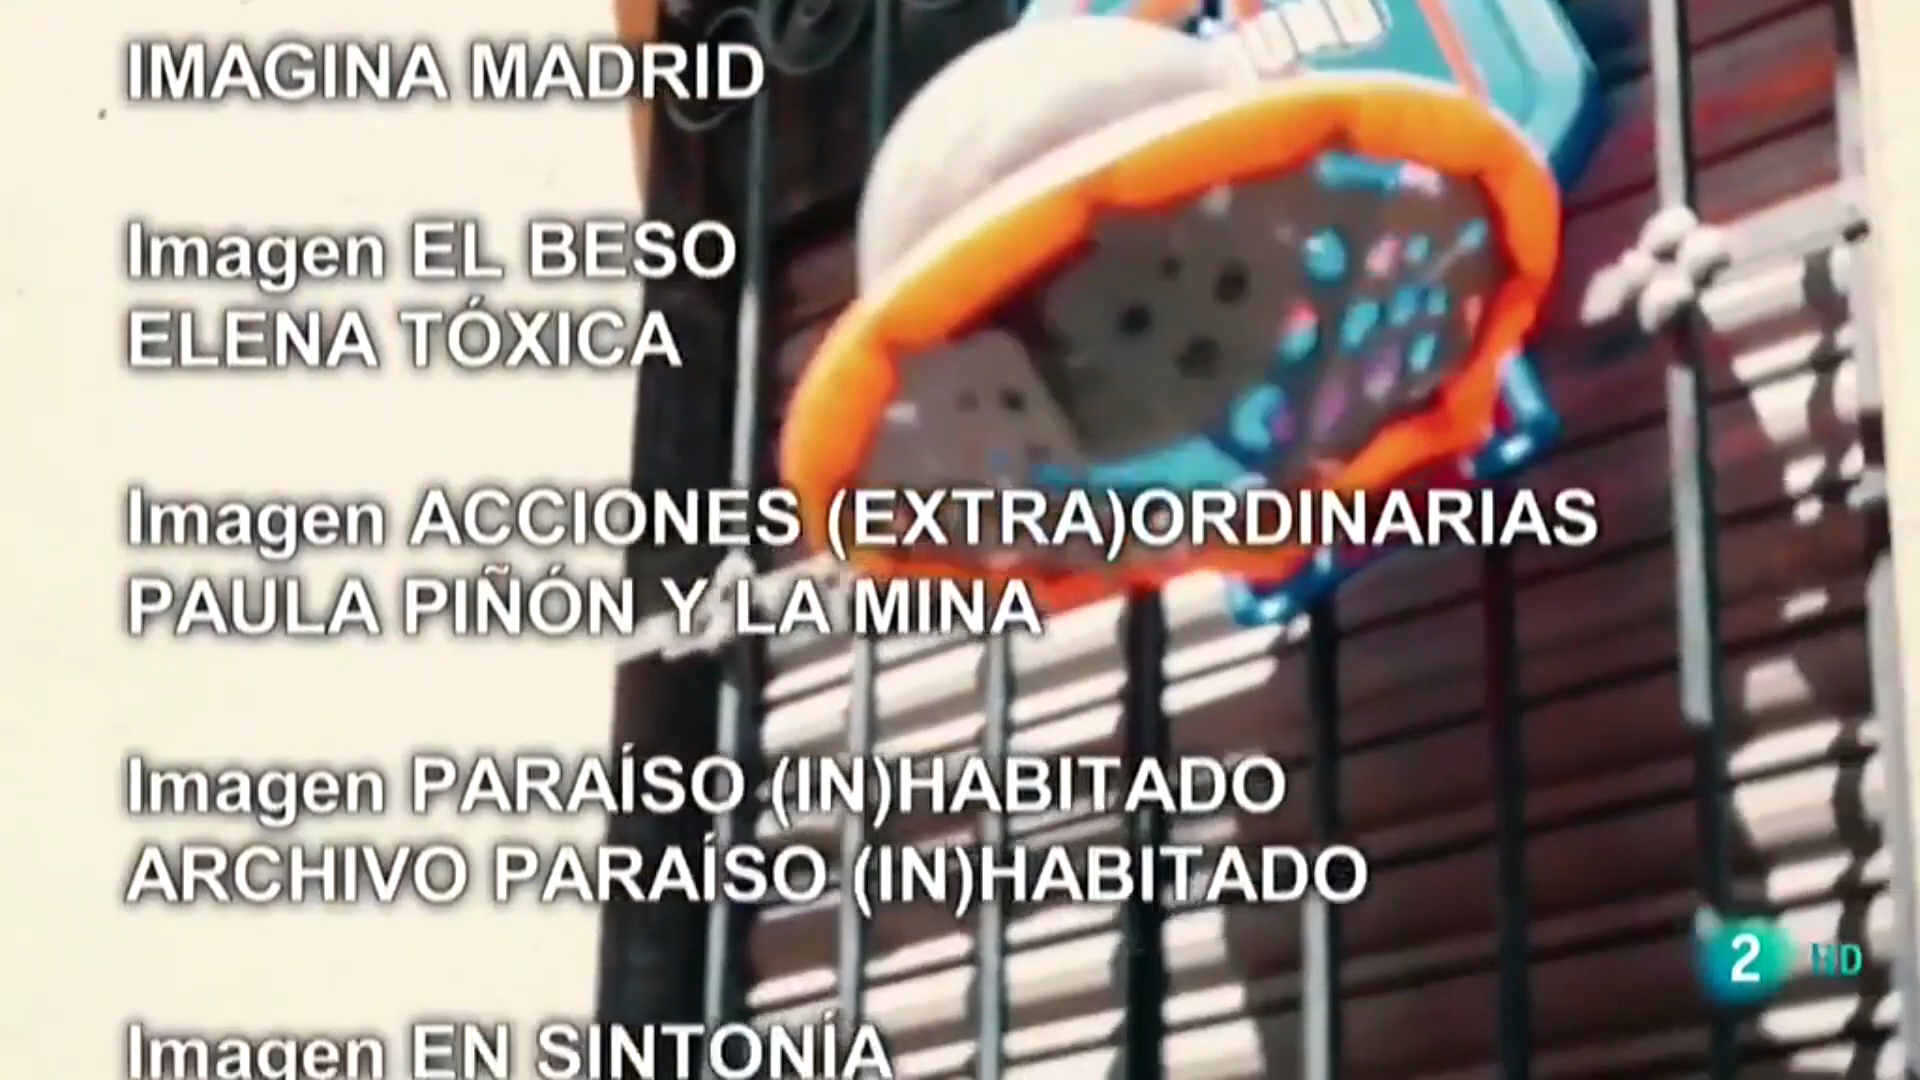 IMAGINA MADRID
Imagen EL BESO
ELENA TÓXICA
Imagen ACCIONES (EXTRA)ORDINARIAS
PAULA PIÑÓN Y LA MINA
Imagen PARAÍSO (IN)HABITADO
ARCHIVO PARAÍSO (IN)HABITADO
2 HD
Imagen EN SINTONÍA